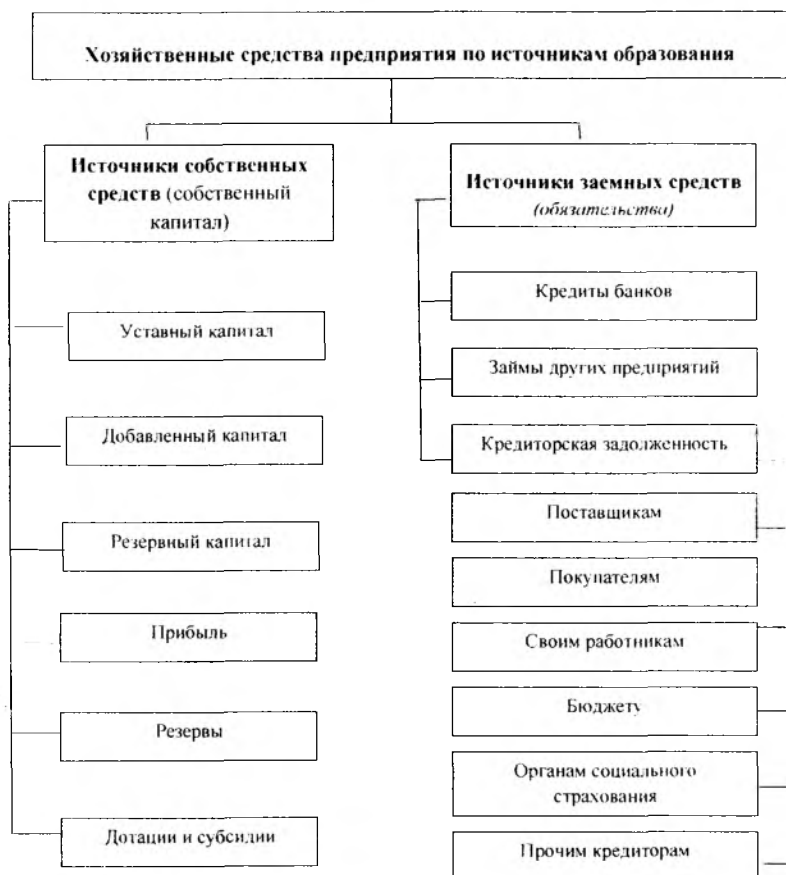 Хозяйственные средства предприятия по источникам образования
Источники собственных
средств (собственный
капитал)
Уставный капитал
Добавленный капитал
Резервный капитал
Прибыль
Резервы
Дотации и субсидии
Источники заемных средств
(обязательства)
Кредиты банков
Займы других предприятий
Кредиторская задолженность
Поставщикам
Покупателям
Своим работникам
Бюджету
Органам социального
страхования
Прочим кредиторам